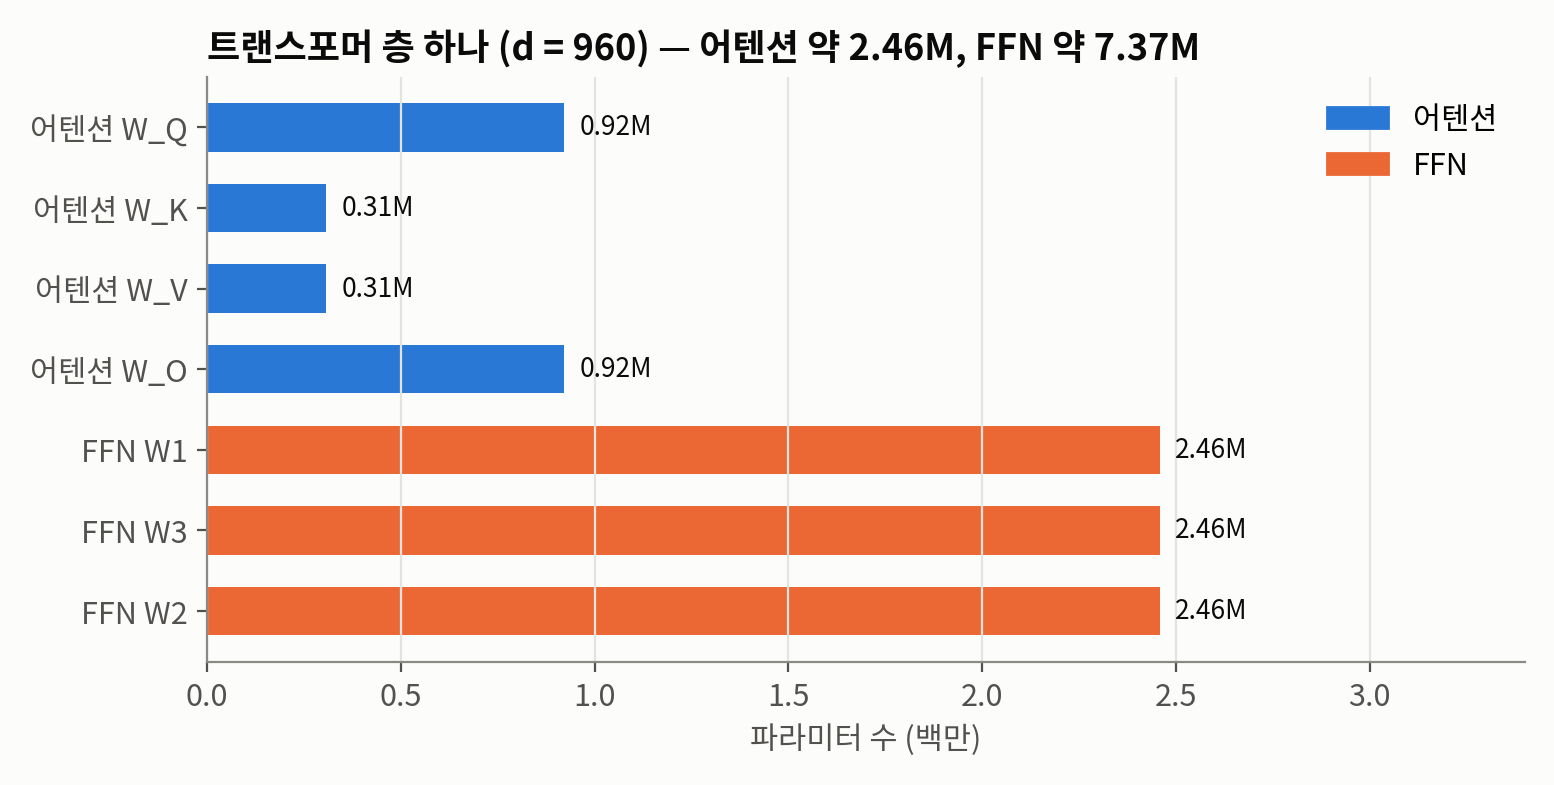 트랜스포머 층 하나 (d = 960) — 어텐션 약 2.46M, FFN 약 7.37M
어텐션
FFN
어텐션 W_Q 0.92M
어텐션 W_K 0.31M
어텐션 W_V 0.31M
어텐션 W_O 0.92M
FFN W1 2.46M
FFN W3 2.46M
FFN W2 2.46M
0.0 0.5 1.0 1.5 2.0 2.5 3.0
파라미터 수 (백만)